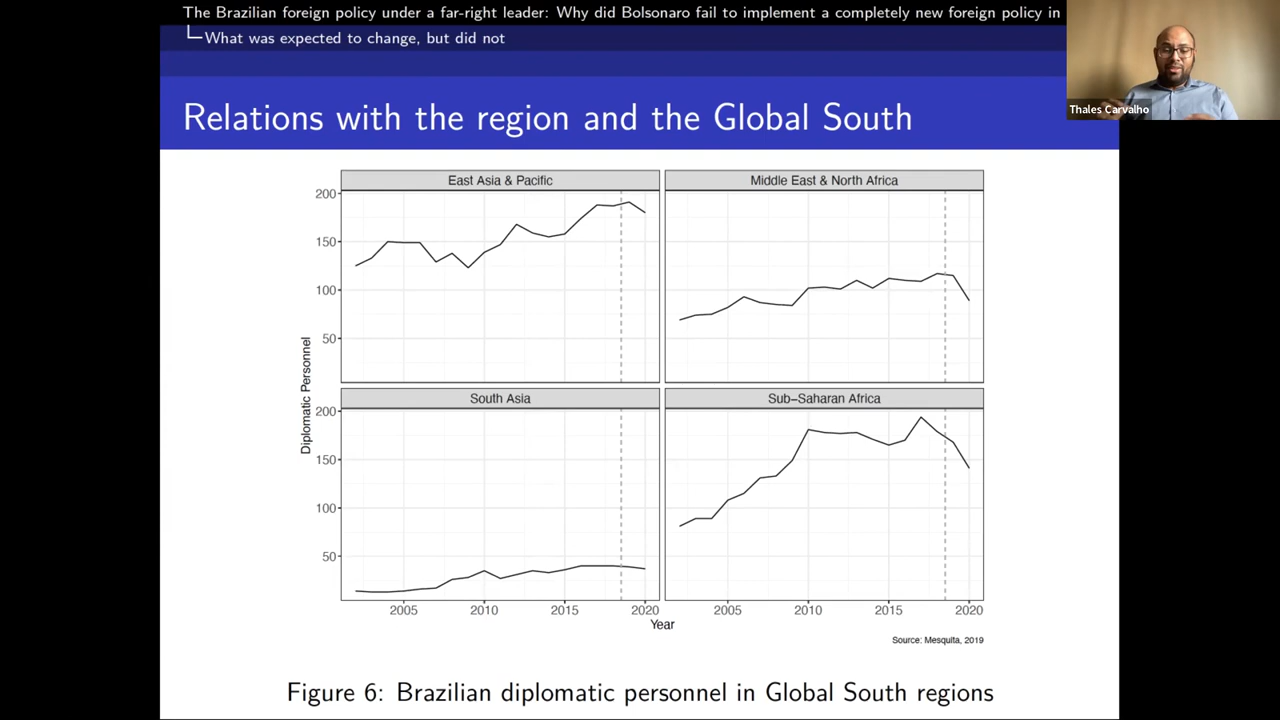 The Brazilian foreign policy under a far-right leader: Why did Bolsonaro fail to implement a completely new foreign policy in
What was expected to change, but did not
Thales Carvalho
Relations with the region and the Global South
East Asia & Pacific
Middle East & North Africa
200
150
100
50
South Asia
Sub-Saharan Africa
200
150
100
50
Diplomatic Personnel
2005 2010 2015 2020 2005 2010 2015 2020
Year
Source: Mesquita, 2019
Figure 6: Brazilian diplomatic personnel in Global South regions